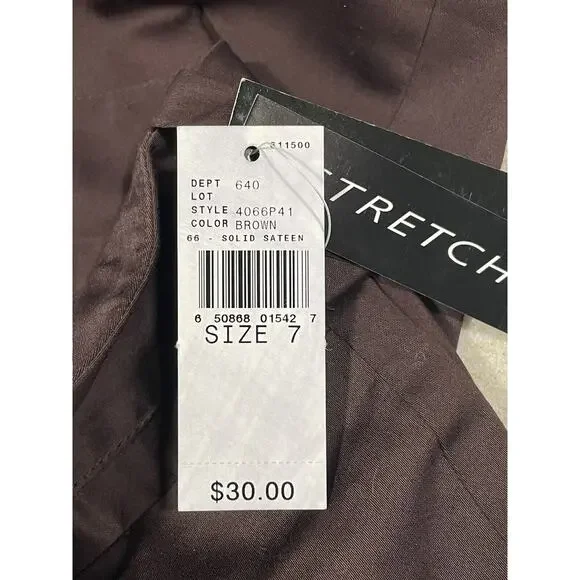 311500
DEPT 640
LOT
STYLE 4066P41
COLOR BROWN
66 - SOLID SATEEN
6 50868 01542 7
SIZE 7
$30.00
STRETCH